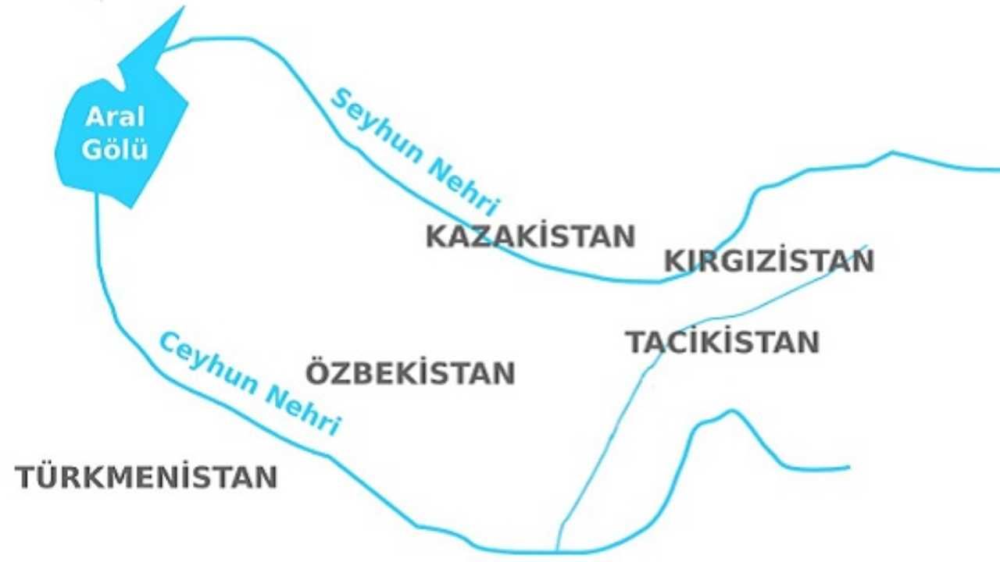 Aral
Gölü
Seyhun Nehri
KAZAKİSTAN
KIRGIZİSTAN
TACİKİSTAN
Ceyhun Nehri
ÖZBEKİSTAN
TÜRKMENİSTAN